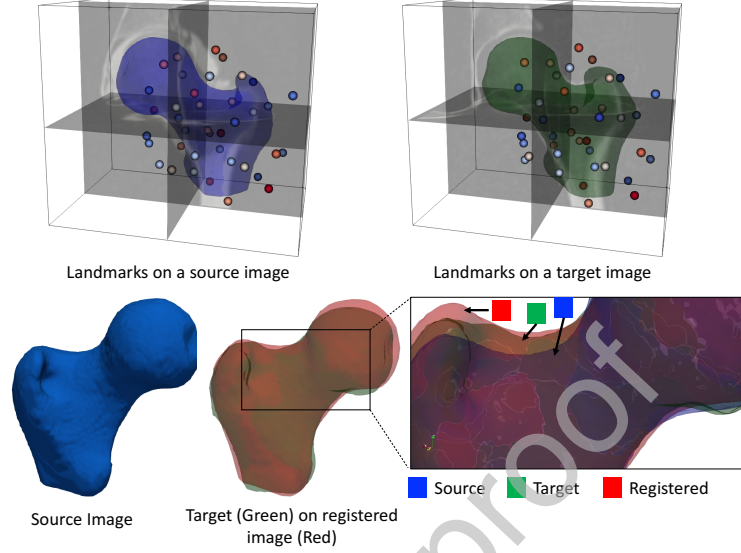 Landmarks on a source image
Landmarks on a target image
Source
Target
Registered
Source Image
Target (Green) on registered
image (Red)
proof